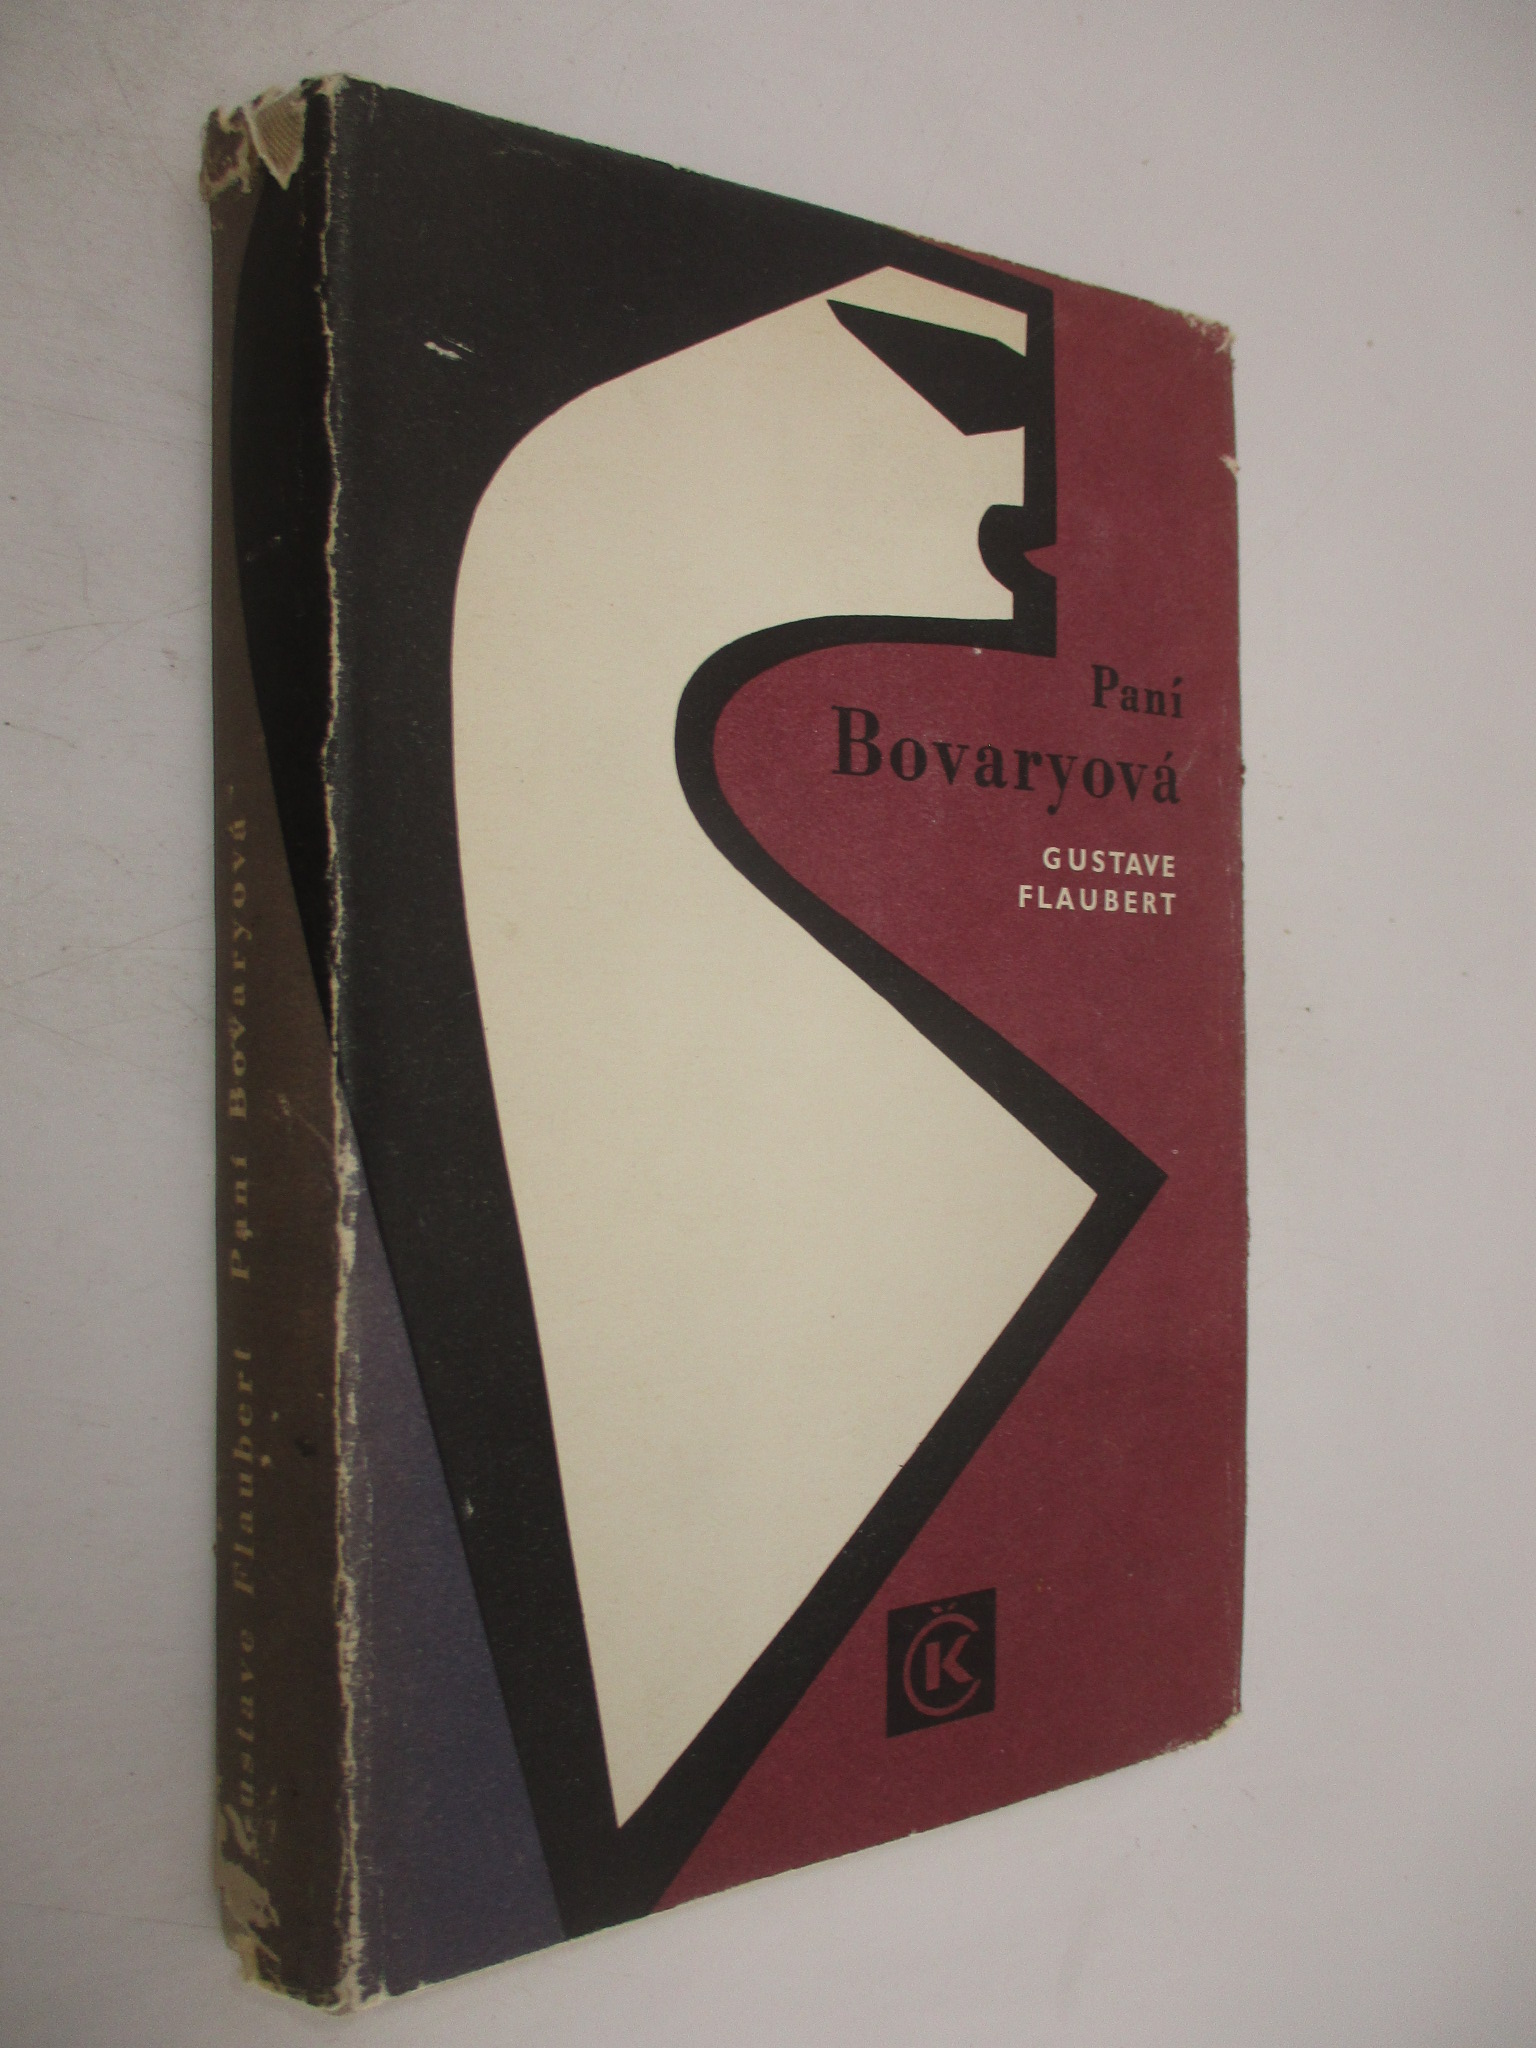 Paní
Bovaryová
GUSTAVE
FLAUBERT
ČK
Gustave Flaubert Paní Bovaryová